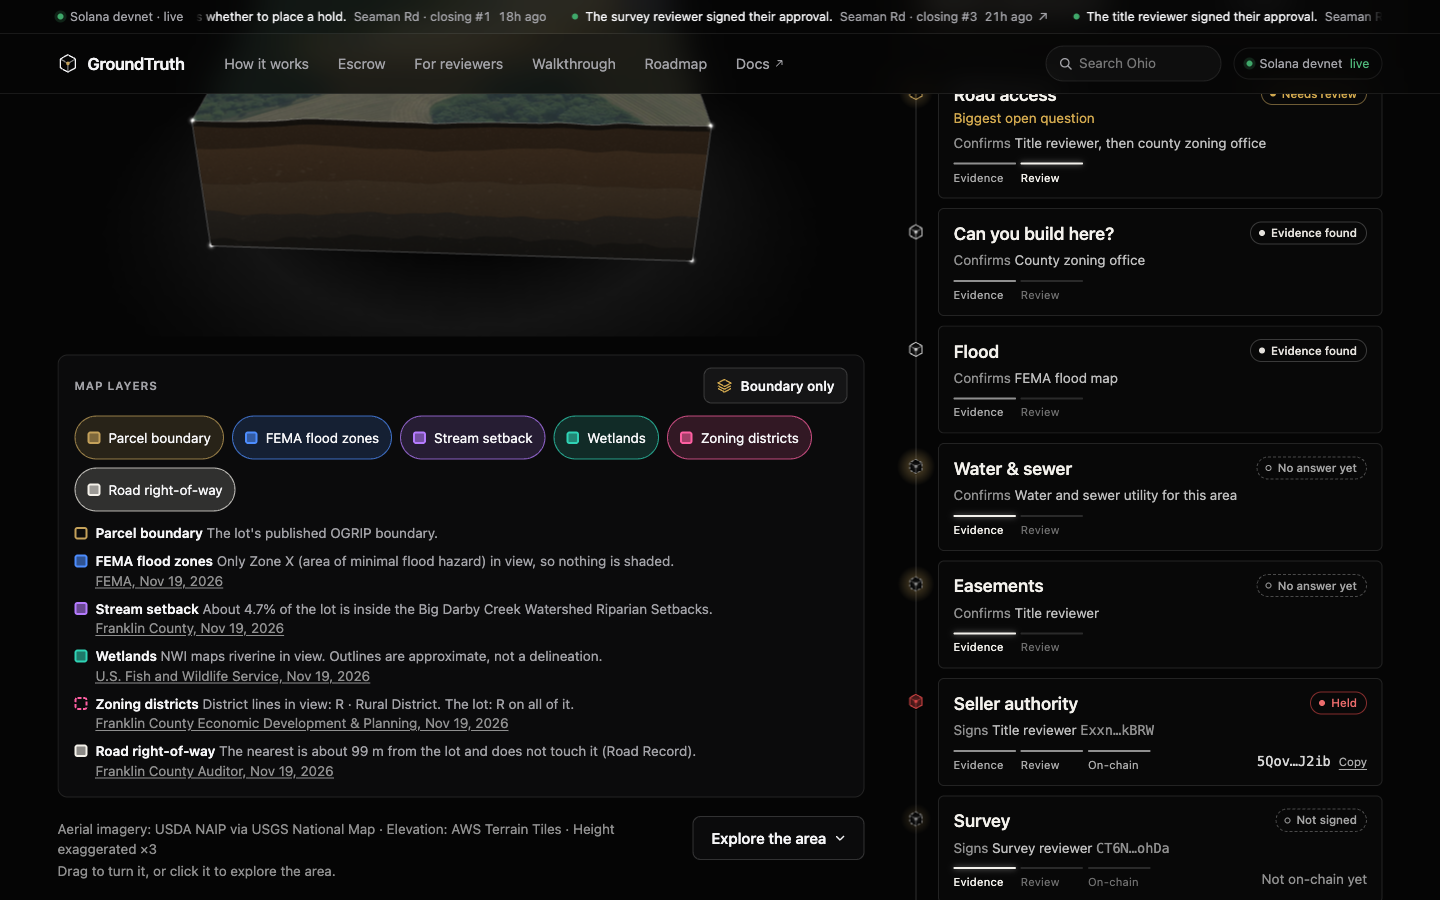 Solana devnet · live
whether to place a hold. Seaman Rd · closing #1 18h ago
The survey reviewer signed their approval. Seaman Rd · closing #3 21h ago ↗
The title reviewer signed their approval. Seaman
GroundTruth
How it works
Escrow
For reviewers
Walkthrough
Roadmap
Docs ↗
Search Ohio
Solana devnet live
Road access
Needs review
Biggest open question
Confirms Title reviewer, then county zoning office
Evidence
Review
Can you build here?
Evidence found
Confirms County zoning office
Evidence
Review
Flood
Evidence found
Confirms FEMA flood map
Evidence
Review
Water & sewer
No answer yet
Confirms Water and sewer utility for this area
Evidence
Review
Easements
No answer yet
Confirms Title reviewer
Evidence
Review
Seller authority
Held
Signs Title reviewer Exxn…kBRW
Evidence
Review
On-chain
5Qov…J2ib Copy
Survey
Not signed
Signs Survey reviewer CT6N…ohDa
Evidence
Review
On-chain
Not on-chain yet
MAP LAYERS
Boundary only
Parcel boundary
FEMA flood zones
Stream setback
Wetlands
Zoning districts
Road right-of-way
Parcel boundary The lot's published OGRIP boundary.
FEMA flood zones Only Zone X (area of minimal flood hazard) in view, so nothing is shaded.
FEMA, Nov 19, 2026
Stream setback About 4.7% of the lot is inside the Big Darby Creek Watershed Riparian Setbacks.
Franklin County, Nov 19, 2026
Wetlands NWI maps riverine in view. Outlines are approximate, not a delineation.
U.S. Fish and Wildlife Service, Nov 19, 2026
Zoning districts District lines in view: R · Rural District. The lot: R on all of it.
Franklin County Economic Development & Planning, Nov 19, 2026
Road right-of-way The nearest is about 99 m from the lot and does not touch it (Road Record).
Franklin County Auditor, Nov 19, 2026
Aerial imagery: USDA NAIP via USGS National Map · Elevation: AWS Terrain Tiles · Height
exaggerated ×3
Drag to turn it, or click it to explore the area.
Explore the area